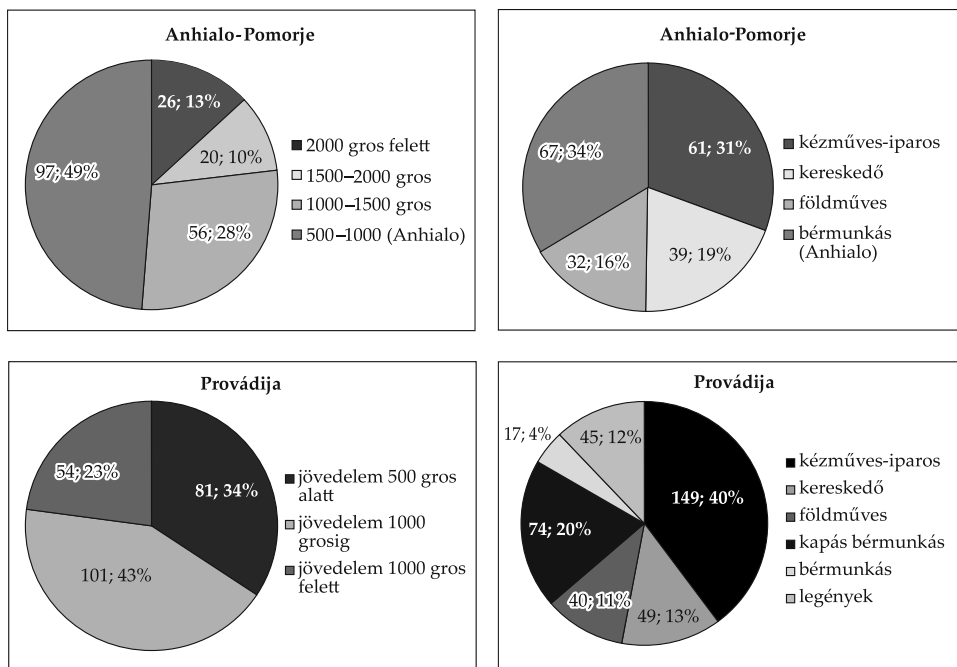 Anhialo-Pomorje
26; 13%
20; 10%
56; 28%
97; 49%
2000 gros felett
1500–2000 gros
1000–1500 gros
500–1000 (Anhialo)
Anhialo-Pomorje
61; 31%
39; 19%
32; 16%
67; 34%
kézműves-iparos
kereskedő
földműves
bérmunkás
(Anhialo)
Provádija
81; 34%
101; 43%
54; 23%
jövedelem 500 gros
alatt
jövedelem 1000
grosig
jövedelem 1000 gros
felett
Provádija
149; 40%
49; 13%
40; 11%
74; 20%
17; 4%
45; 12%
kézműves-iparos
kereskedő
földműves
kapás bérmunkás
bérmunkás
legények